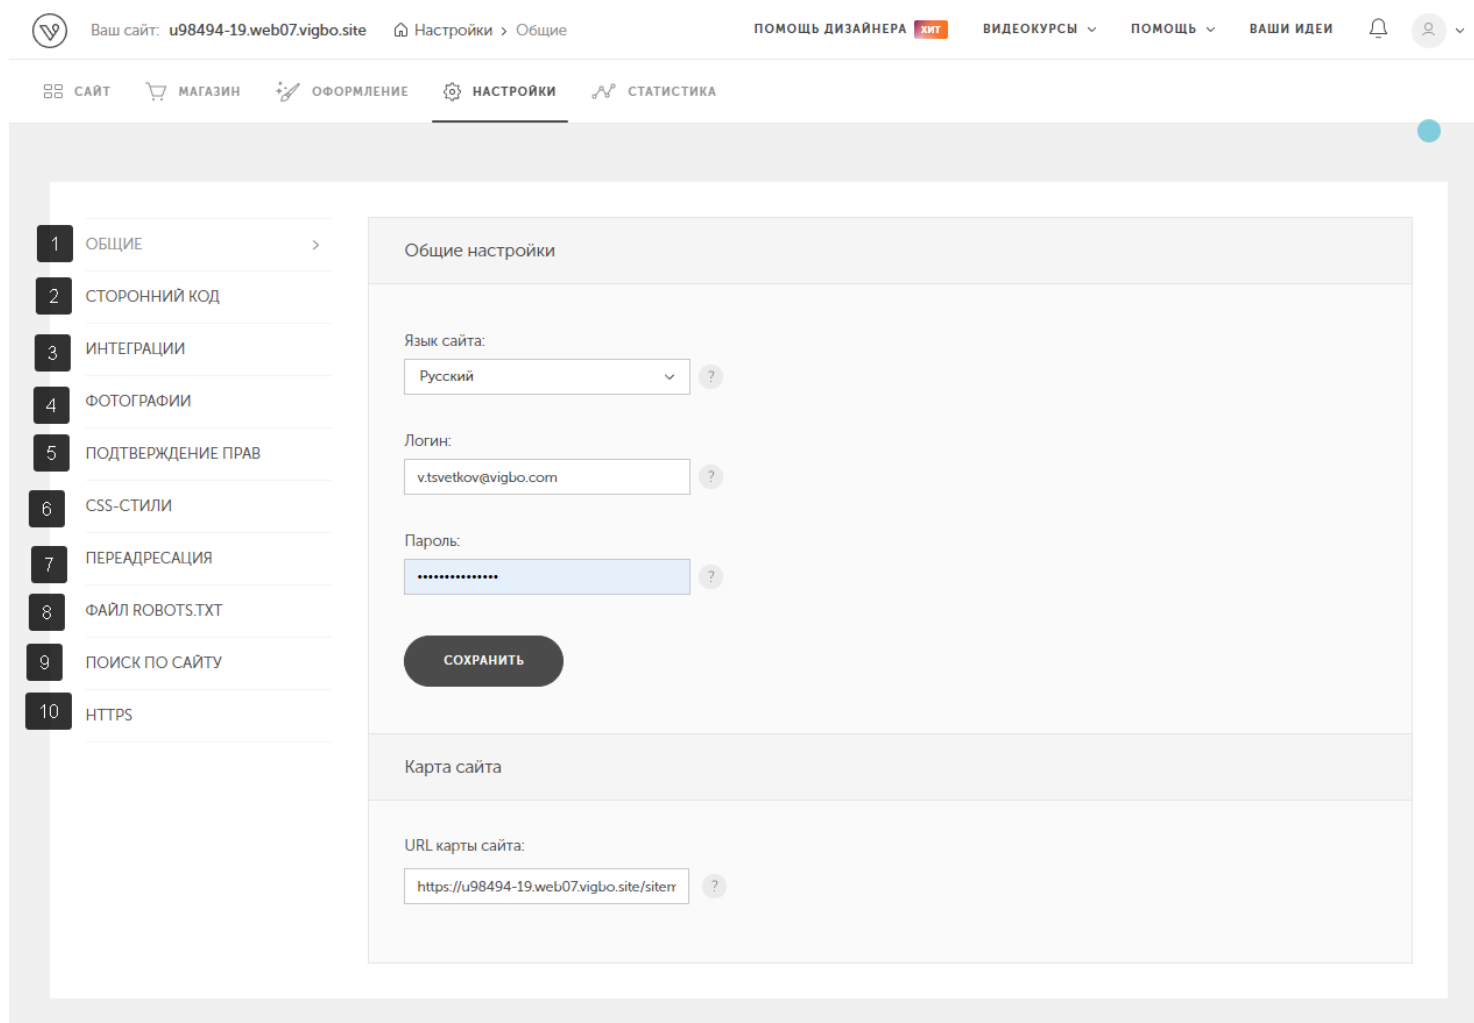 Ваш сайт: u98494-19.web07.vigbo.site Настройки > Общие ПОМОЩЬ ДИЗАЙНЕРА ХИТ ВИДЕОКУРСЫ ПОМОЩЬ ВАШИ ИДЕИ
САЙТ МАГАЗИН ОФОРМЛЕНИЕ НАСТРОЙКИ СТАТИСТИКА
1 ОБЩИЕ
2 СТОРОННИЙ КОД
3 ИНТЕГРАЦИИ
4 ФОТОГРАФИИ
5 ПОДТВЕРЖДЕНИЕ ПРАВ
6 CSS-СТИЛИ
7 ПЕРЕАДРЕСАЦИЯ
8 ФАЙЛ ROBOTS.TXT
9 ПОИСК ПО САЙТУ
10 HTTPS
Общие настройки
Язык сайта:
Русский ?
Логин:
v.tsvetkov@vigbo.com ?
Пароль:
••••••••••••••• ?
СОХРАНИТЬ
Карта сайта
URL карты сайта:
https://u98494-19.web07.vigbo.site/sitem ?